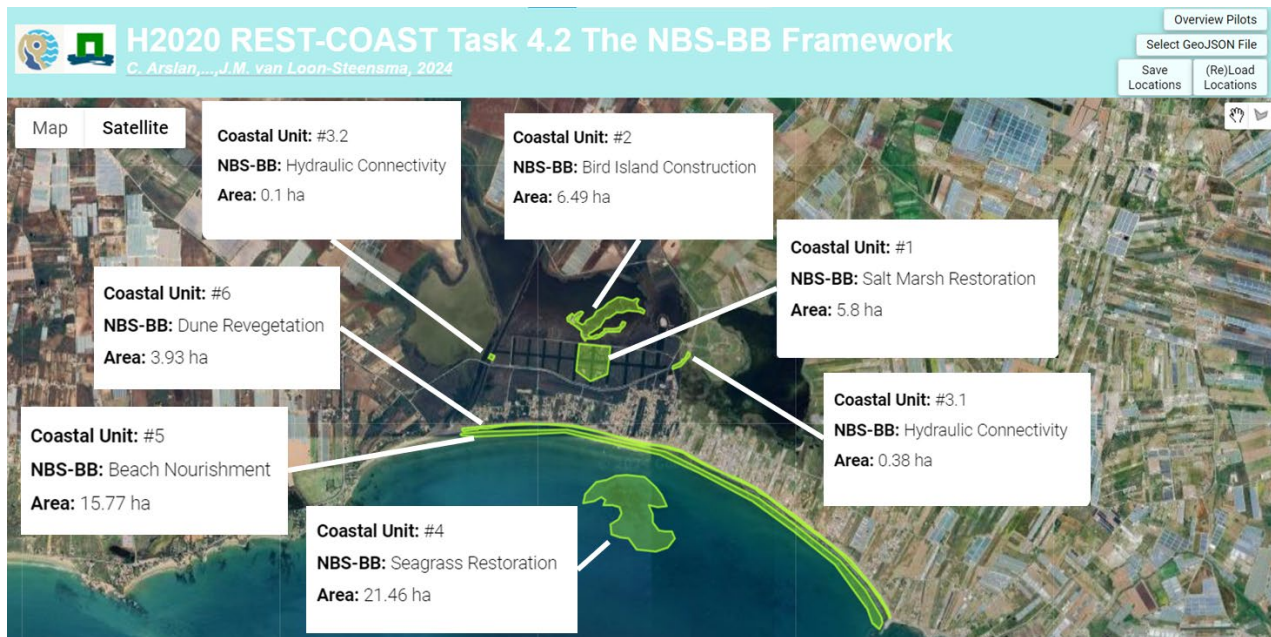 H2020 REST-COAST Task 4.2 The NBS-BB Framework
C. Arslan,...,J.M. van Loon-Steensma, 2024
Overview Pilots
Select GeoJSON File
Save
Locations
(Re)Load
Locations
Map
Satellite
Coastal Unit: #3.2
NBS-BB: Hydraulic Connectivity
Area: 0.1 ha
Coastal Unit: #2
NBS-BB: Bird Island Construction
Area: 6.49 ha
Coastal Unit: #1
NBS-BB: Salt Marsh Restoration
Area: 5.8 ha
Coastal Unit: #6
NBS-BB: Dune Revegetation
Area: 3.93 ha
Coastal Unit: #3.1
NBS-BB: Hydraulic Connectivity
Area: 0.38 ha
Coastal Unit: #5
NBS-BB: Beach Nourishment
Area: 15.77 ha
Coastal Unit: #4
NBS-BB: Seagrass Restoration
Area: 21.46 ha